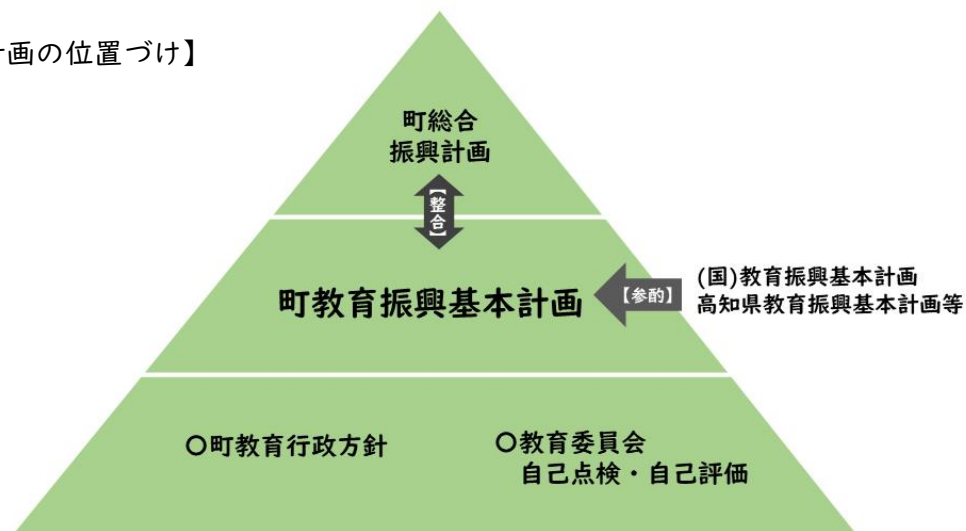 画の位置づけ】
町総合
振興計画
【整合】
町教育振興基本計画
【参酌】
(国)教育振興基本計画
高知県教育振興基本計画等
〇町教育行政方針
〇教育委員会
自己点検・自己評価